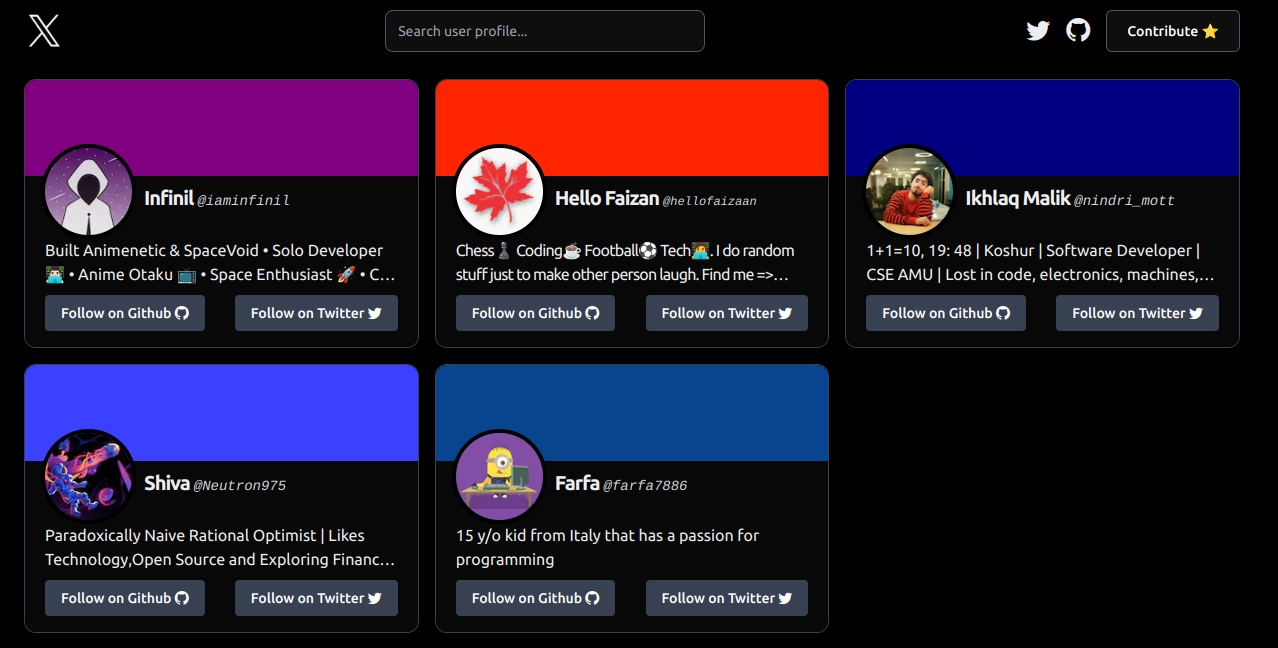 Search user profile...
Contribute ⭐
Infinil @iaminfinil
Built Animenetic & SpaceVoid • Solo Developer
👨🏻‍💻 • Anime Otaku 📺 • Space Enthusiast 🚀 • C…
Follow on Github
Follow on Twitter
Hello Faizan @hellofaizaan
Chess♟️ Coding☕ Football⚽ Tech🧑‍💻. I do random
stuff just to make other person laugh. Find me =>…
Follow on Github
Follow on Twitter
Ikhlaq Malik @nindri_mott
1+1=10, 19: 48 | Koshur | Software Developer |
CSE AMU | Lost in code, electronics, machines,…
Follow on Github
Follow on Twitter
Shiva @Neutron975
Paradoxically Naive Rational Optimist | Likes
Technology,Open Source and Exploring Financ…
Follow on Github
Follow on Twitter
Farfa @farfa7886
15 y/o kid from Italy that has a passion for
programming
Follow on Github
Follow on Twitter